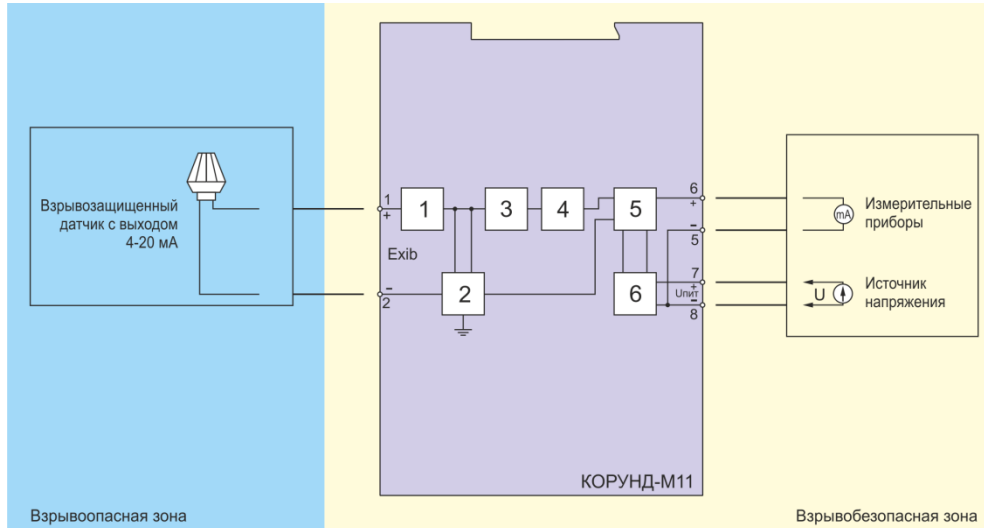 Взрывозащищенный
датчик с выходом
4-20 мА
1
+
Exib
-
2
1
2
3
4
5
6
6
+
-
5
7
+
Uпит
-
8
mA
Измерительные
приборы
U
Источник
напряжения
КОРУНД-М11
Взрывоопасная зона
Взрывобезопасная зона